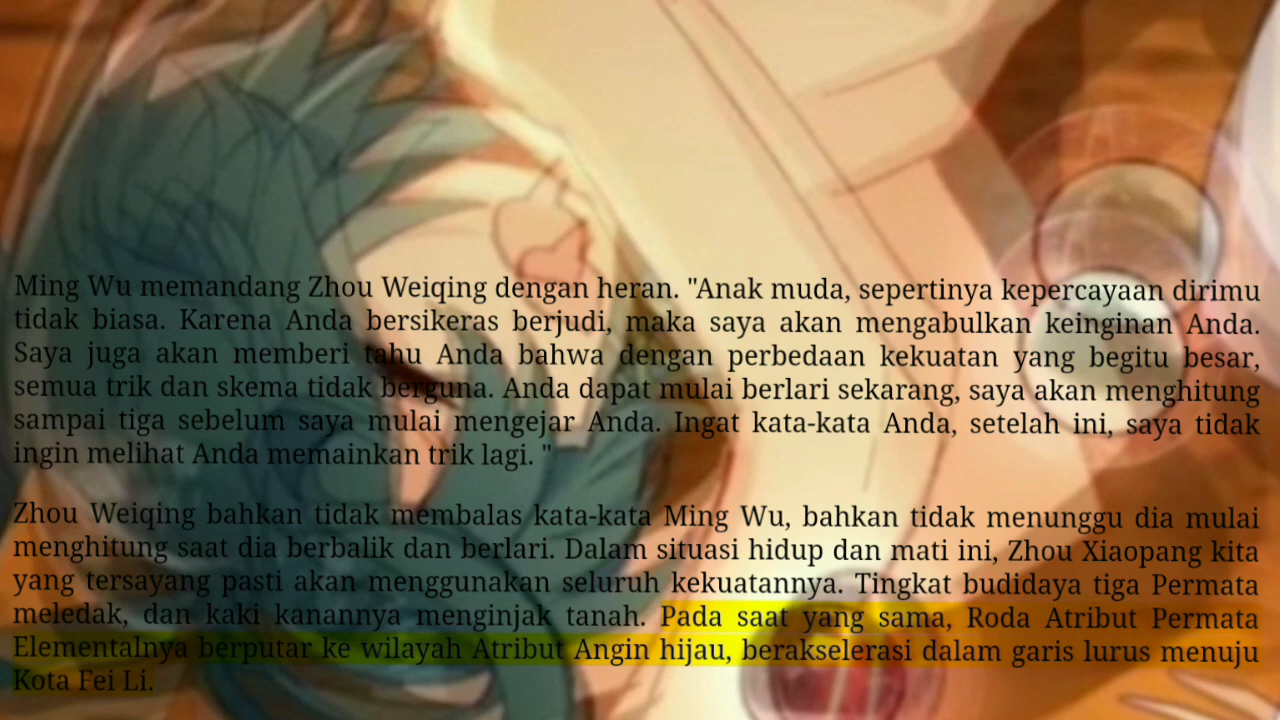 Ming Wu memandang Zhou Weiqing dengan heran. "Anak muda, sepertinya kepercayaan dirimu
tidak biasa. Karena Anda bersikeras berjudi, maka saya akan mengabulkan keinginan Anda.
Saya juga akan memberi tahu Anda bahwa dengan perbedaan kekuatan yang begitu besar,
semua trik dan skema tidak berguna. Anda dapat mulai berlari sekarang, saya akan menghitung
sampai tiga sebelum saya mulai mengejar Anda. Ingat kata-kata Anda, setelah ini, saya tidak
ingin melihat Anda memainkan trik lagi. "
Zhou Weiqing bahkan tidak membalas kata-kata Ming Wu, bahkan tidak menunggu dia mulai
menghitung saat dia berbalik dan berlari. Dalam situasi hidup dan mati ini, Zhou Xiaopang kita
yang tersayang pasti akan menggunakan seluruh kekuatannya. Tingkat budidaya tiga Permata
meledak, dan kaki kanannya menginjak tanah. Pada saat yang sama, Roda Atribut Permata
Elementalnya berputar ke wilayah Atribut Angin hijau, berakselerasi dalam garis lurus menuju
Kota Fei Li.